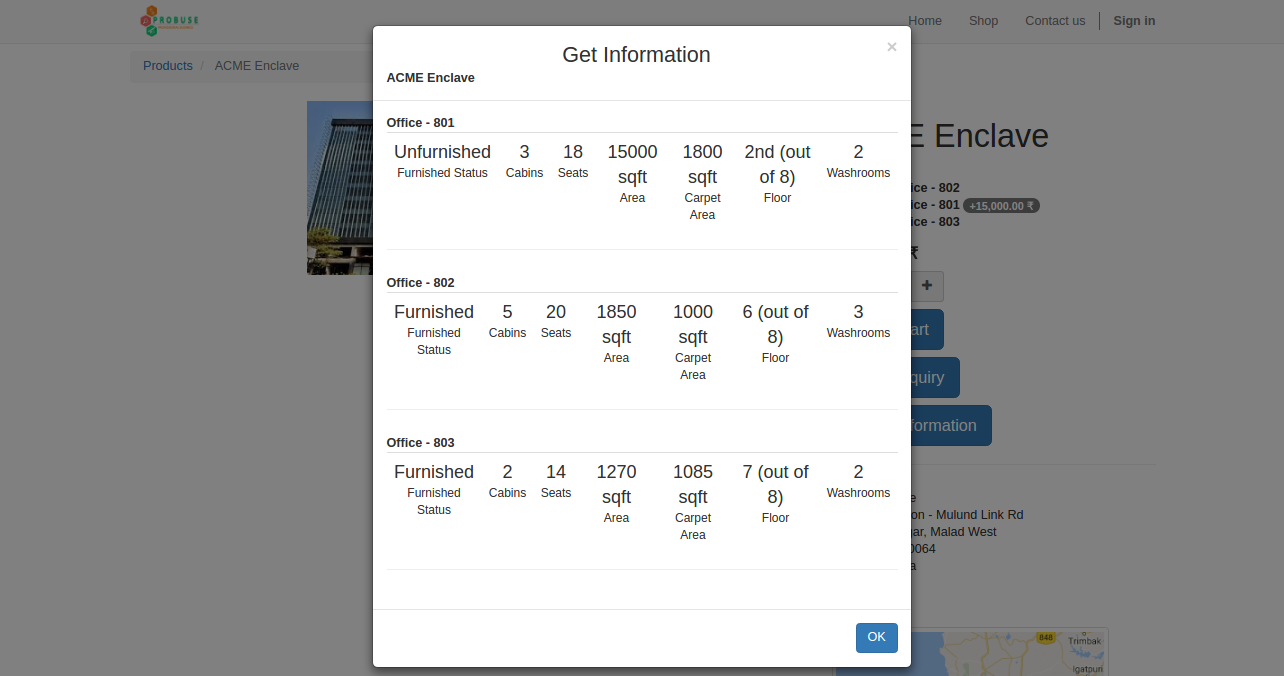 PROBUSE
Home Shop Contact us Sign in
Products / ACME Enclave
Get Information ×
ACME Enclave
Office - 801
Unfurnished 3 18 15000 1800 2nd (out 2
Furnished Status Cabins Seats sqft sqft of 8) Washrooms
Area Carpet Floor
Area
Office - 802
Furnished 5 20 1850 1000 6 (out of 3
Furnished Cabins Seats sqft sqft 8) Washrooms
Status Area Carpet Floor
Area
Office - 803
Furnished 2 14 1270 1085 7 (out of 2
Furnished Cabins Seats sqft sqft 8) Washrooms
Status Area Carpet Floor
Area
OK
E Enclave
ice - 802
ice - 801 +15,000.00 ₹
ice - 803
₹
art
quiry
formation
e
on - Mulund Link Rd
gar, Malad West
0064
a
848
Trimbak
Igatpuri